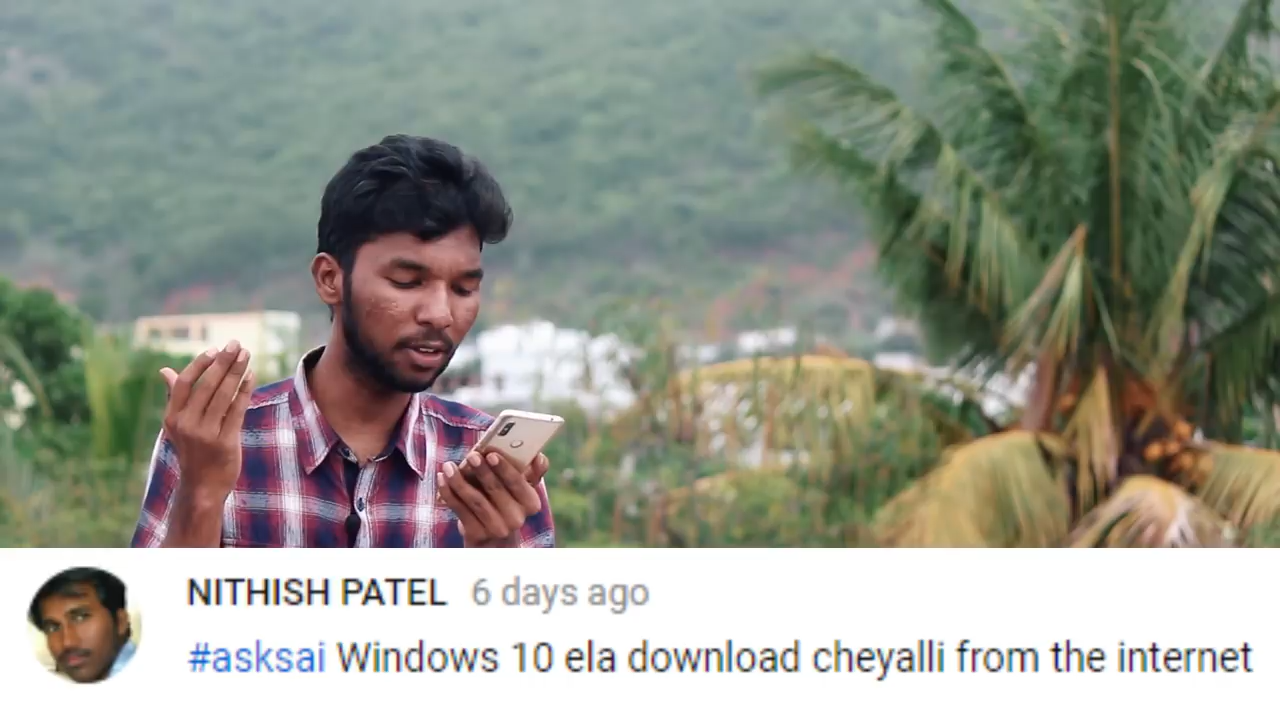 NITHISH PATEL 6 days ago
#asksai Windows 10 ela download cheyalli from the internet